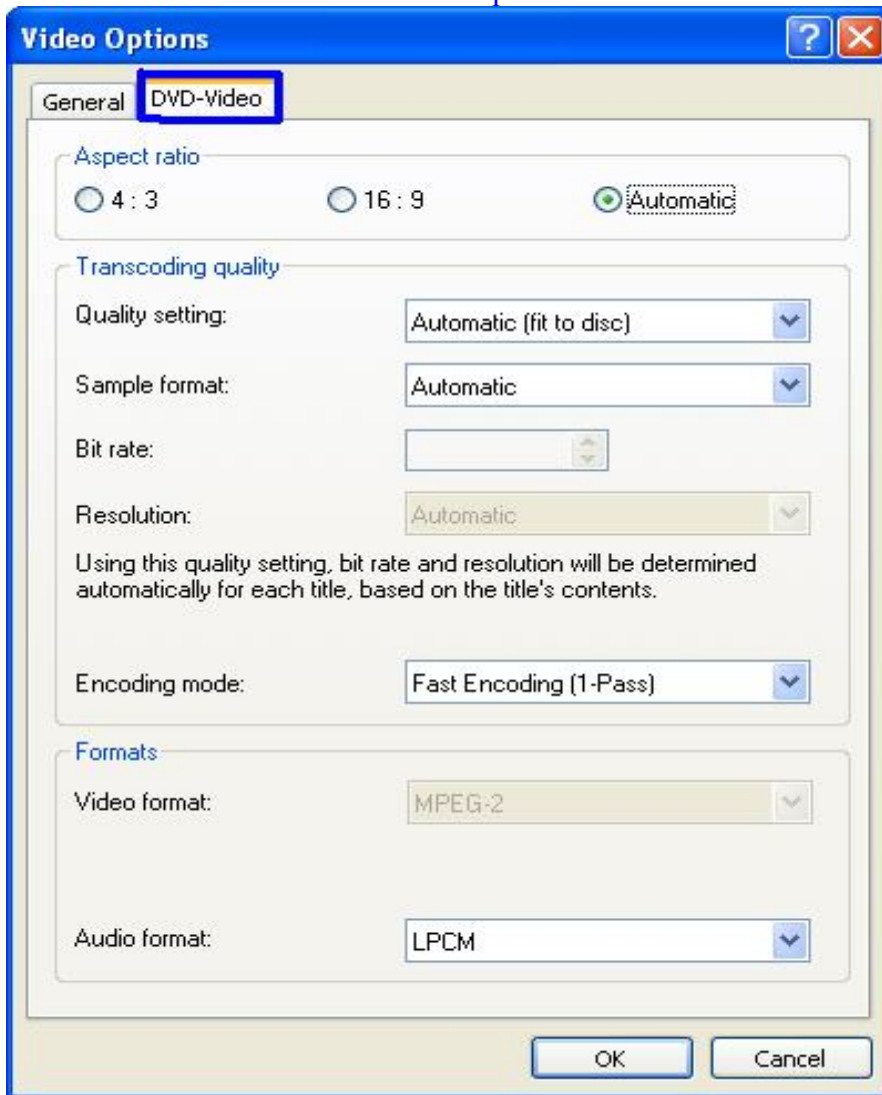 Video Options
General DVD-Video
Aspect ratio
4 : 3 16 : 9 Automatic
Transcoding quality
Quality setting: Automatic (fit to disc)
Sample format: Automatic
Bit rate:
Resolution: Automatic
Using this quality setting, bit rate and resolution will be determined
automatically for each title, based on the title's contents.
Encoding mode: Fast Encoding (1-Pass)
Formats
Video format: MPEG-2
Audio format: LPCM
OK Cancel